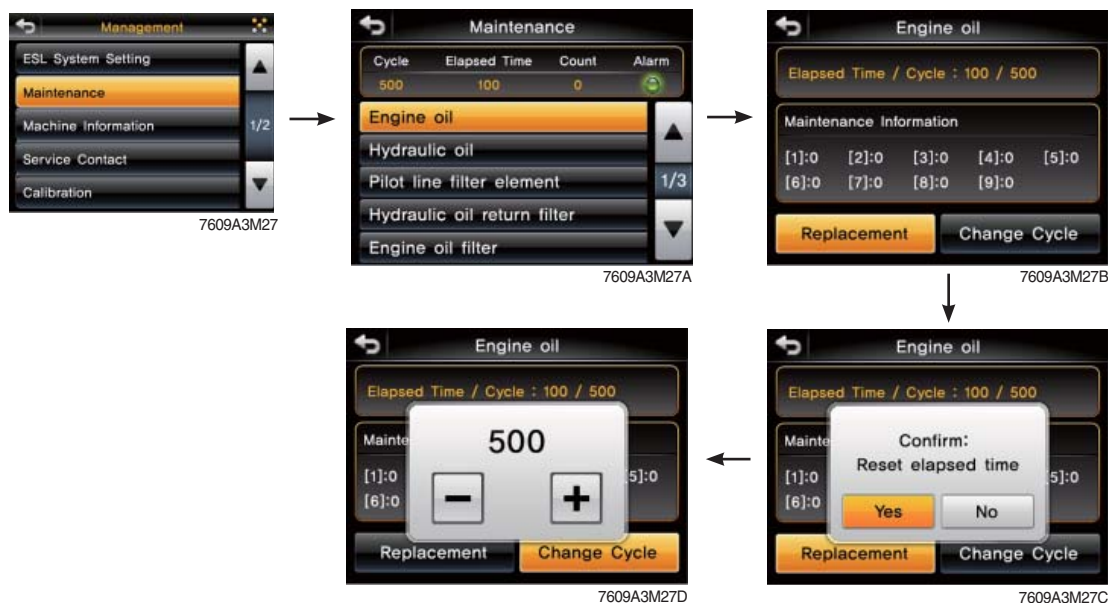 Management
ESL System Setting
Maintenance
Machine Information
Service Contact
Calibration
1/2
7609A3M27
Maintenance
Cycle Elapsed Time Count Alarm
500 100 0
Engine oil
Hydraulic oil
Pilot line filter element
Hydraulic oil return filter
Engine oil filter
1/3
7609A3M27A
Engine oil
Elapsed Time / Cycle : 100 / 500
Maintenance Information
[1]:0 [2]:0 [3]:0 [4]:0 [5]:0
[6]:0 [7]:0 [8]:0 [9]:0
Replacement Change Cycle
7609A3M27B
Engine oil
Elapsed Time / Cycle : 100 / 500
Mainte
[1]:0 5]:0
[6]:0
500
− +
Replacement Change Cycle
7609A3M27D
Engine oil
Elapsed Time / Cycle : 100 / 500
Mainte
[1]:0 5]:0
[6]:0
Confirm:
Reset elapsed time
Yes No
Replacement Change Cycle
7609A3M27C